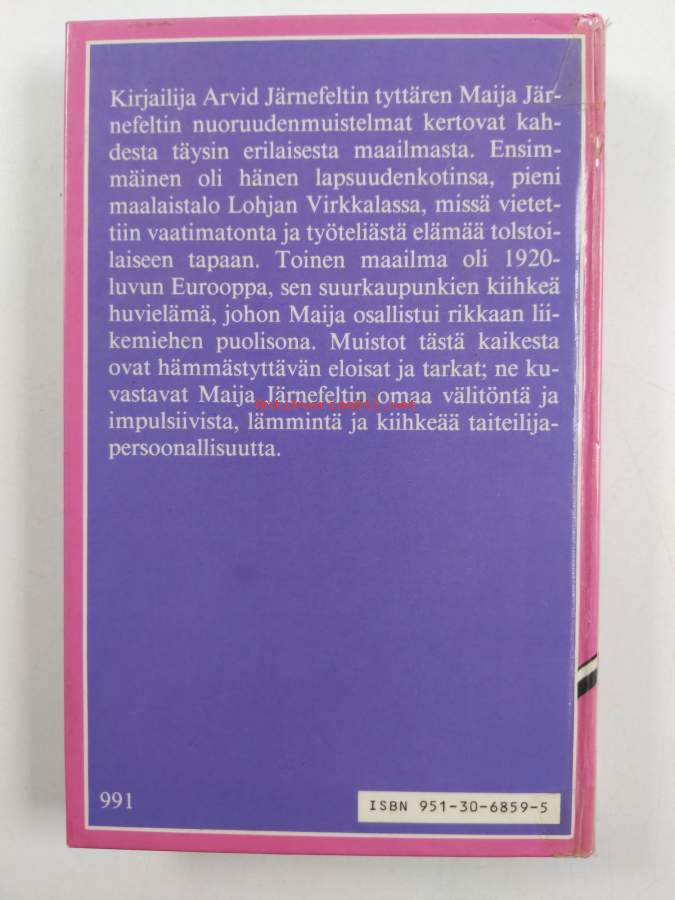 Kirjailija Arvid Järnefeltin tyttären Maija Jär-
nefeltin nuoruudenmuistelmat kertovat kah-
desta täysin erilaisesta maailmasta. Ensim-
mäinen oli hänen lapsuudenkotinsa, pieni
maalaistalo Lohjan Virkkalassa, missä vietet-
tiin vaatimatonta ja työteliästä elämää tolstoi-
laiseen tapaan. Toinen maailma oli 1920-
luvun Eurooppa, sen suurkaupunkien kiihkeä
huvielämä, johon Maija osallistui rikkaan lii-
kemiehen puolisona. Muistot tästä kaikesta
ovat hämmästyttävän eloisat ja tarkat; ne ku-
vastavat Maija Järnefeltin omaa välitöntä ja
impulsiivista, lämmintä ja kiihkeää taiteilija-
persoonallisuutta.
991
ISBN 951-30-6859-5